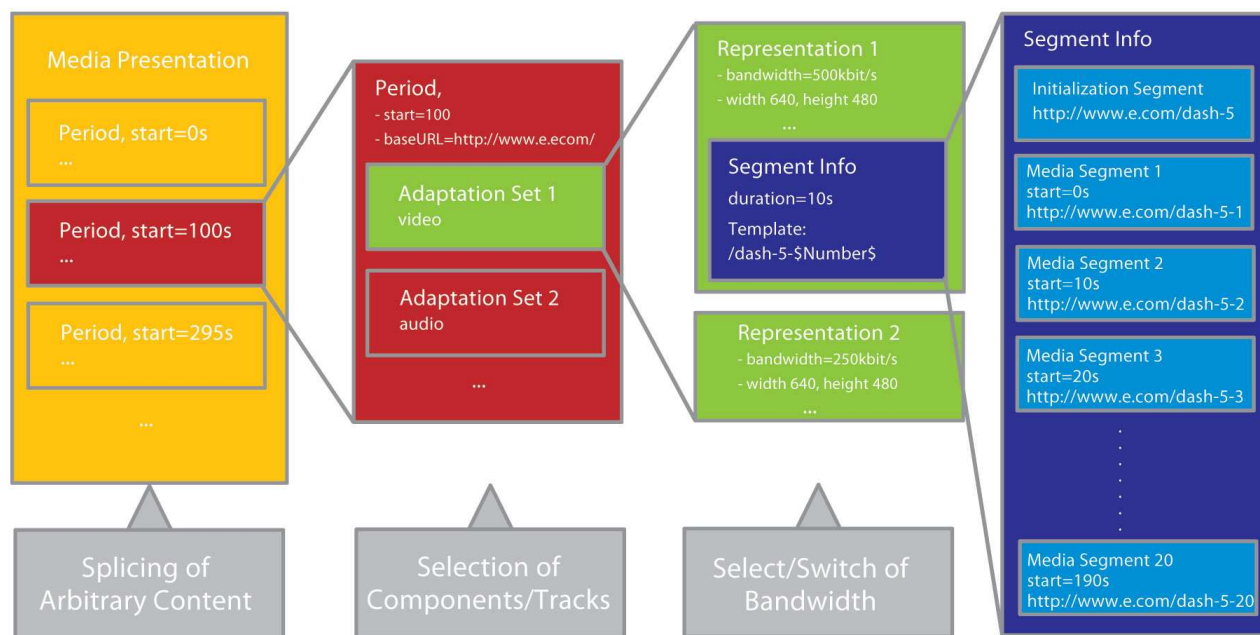 Media Presentation
Period, start=0s
...
Period, start=100s
...
Period, start=295s
...
...
Splicing of
Arbitrary Content
Period,
- start=100
- baseURL=http://www.e.ecom/
Adaptation Set 1
video
Adaptation Set 2
audio
...
Selection of
Components/Tracks
Representation 1
- bandwidth=500kbit/s
- width 640, height 480
...
Segment Info
duration=10s
Template:
/dash-5-$Number$
Representation 2
- bandwidth=250kbit/s
- width 640, height 480
...
Select/Switch of
Bandwidth
Segment Info
Initialization Segment
http://www.e.com/dash-5
Media Segment 1
start=0s
http://www.e.com/dash-5-1
Media Segment 2
start=10s
http://www.e.com/dash-5-2
Media Segment 3
start=20s
http://www.e.com/dash-5-3
Media Segment 20
start=190s
http://www.e.com/dash-5-20